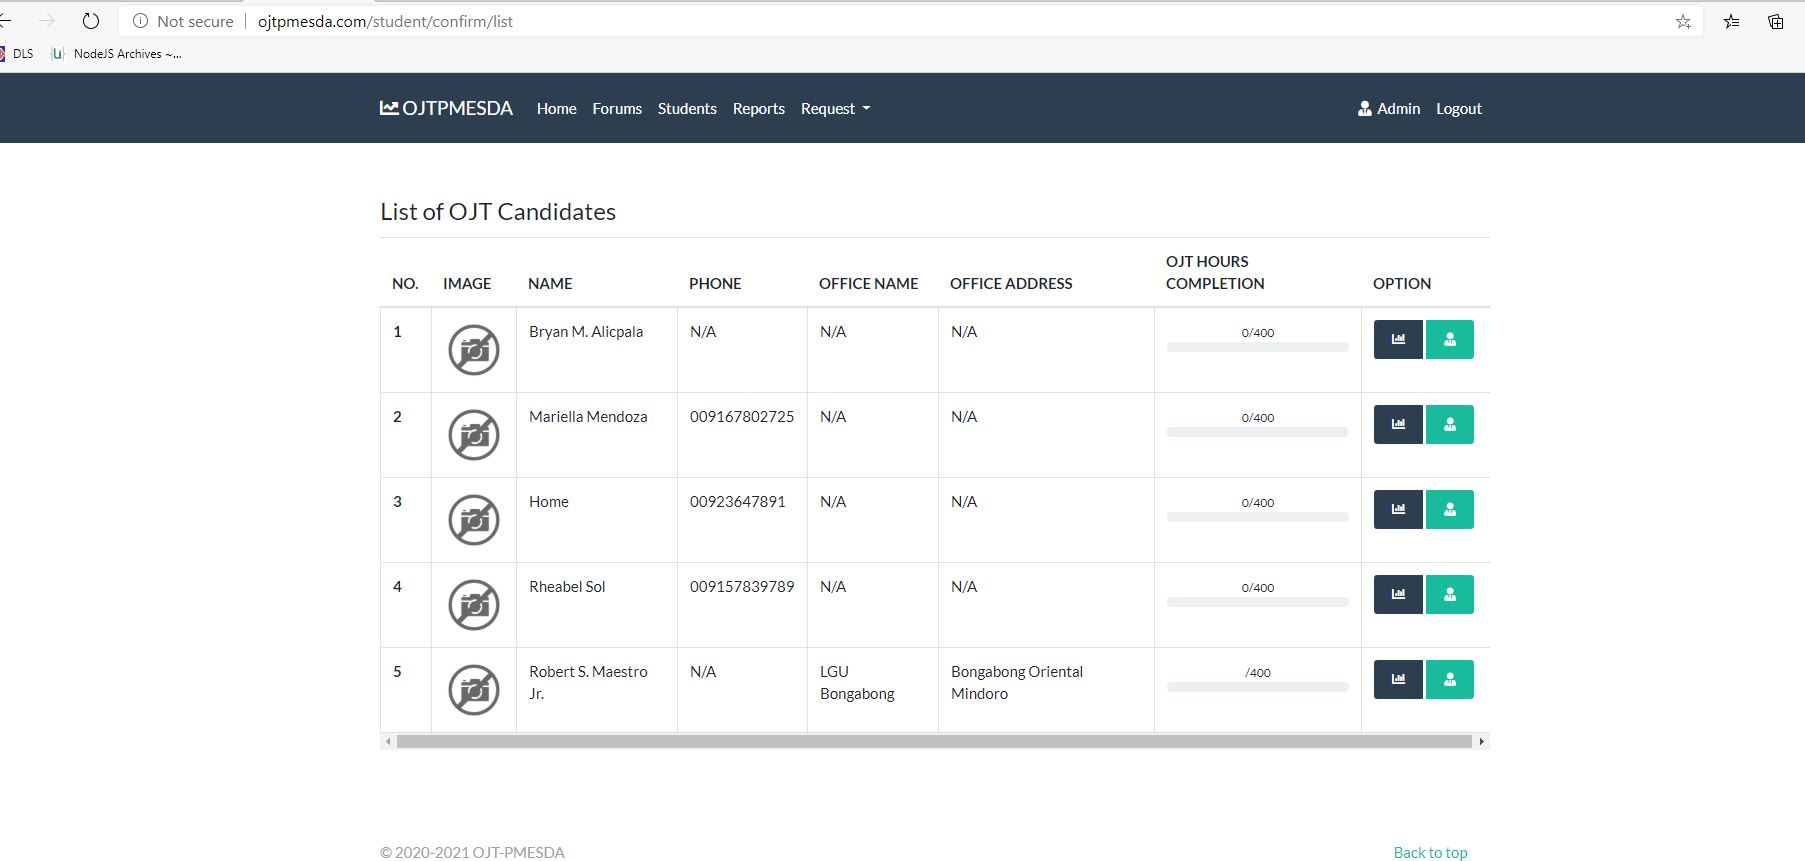 Not secure | ojtpmesda.com/student/confirm/list
DLS NodeJS Archives ~...
OJTPMESDA Home Forums Students Reports Request Admin Logout
List of OJT Candidates
NO. IMAGE NAME PHONE OFFICE NAME OFFICE ADDRESS OJT HOURS COMPLETION OPTION
1 Bryan M. Alicpala N/A N/A N/A 0/400
2 Mariella Mendoza 009167802725 N/A N/A 0/400
3 Home 00923647891 N/A N/A 0/400
4 Rheabel Sol 009157839789 N/A N/A 0/400
5 Robert S. Maestro Jr. N/A LGU Bongabong Bongabong Oriental Mindoro /400
© 2020-2021 OJT-PMESDA Back to top